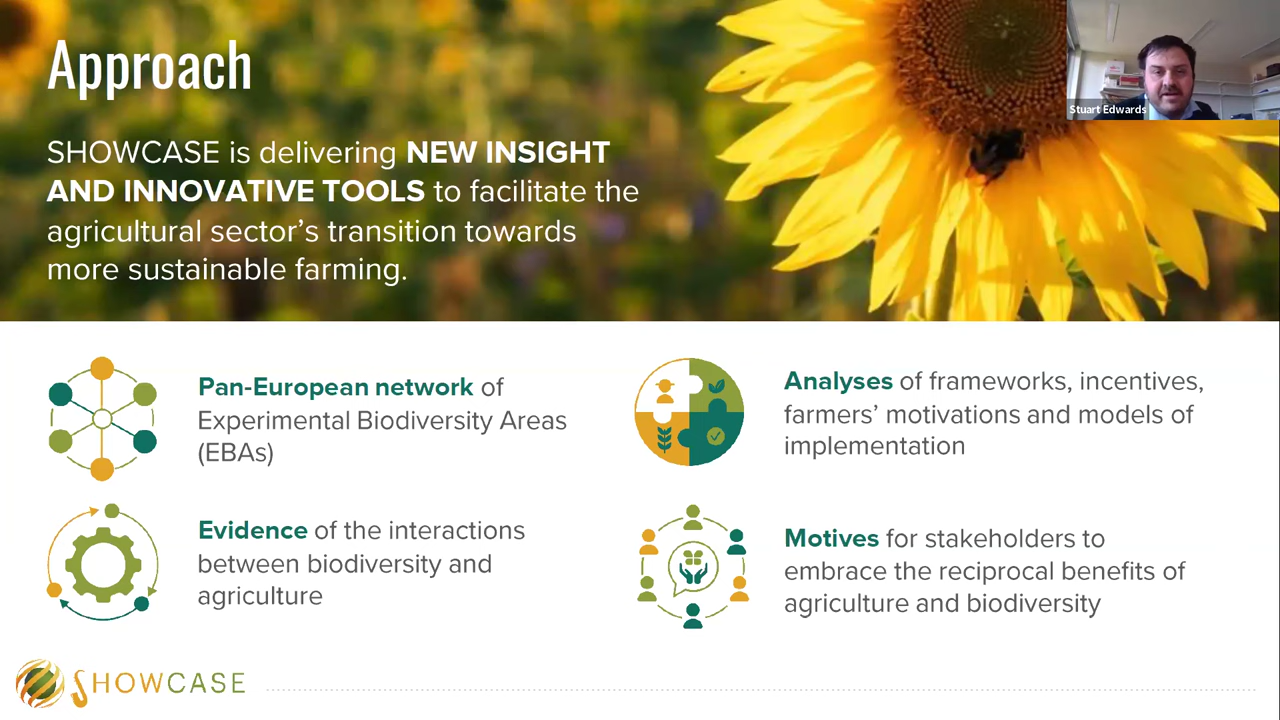 Approach
Stuart Edwards
SHOWCASE is delivering NEW INSIGHT
AND INNOVATIVE TOOLS to facilitate the
agricultural sector’s transition towards
more sustainable farming.
Pan-European network of
Experimental Biodiversity Areas
(EBAs)
Analyses of frameworks, incentives,
farmers’ motivations and models of
implementation
Evidence of the interactions
between biodiversity and
agriculture
Motives for stakeholders to
embrace the reciprocal benefits of
agriculture and biodiversity
SHOWCASE